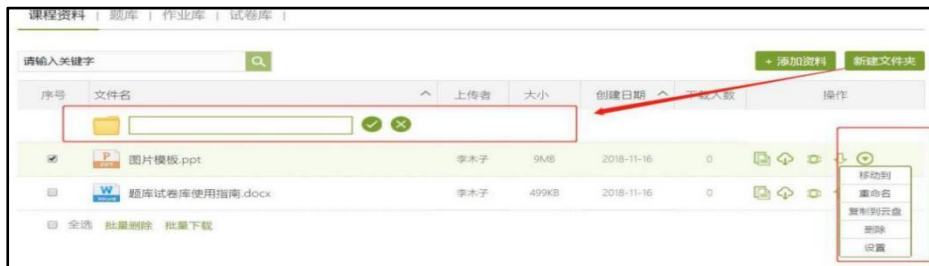 课程资料 | 题库 | 作业库 | 试卷库 |
请输入关键字 + 添加资料 新建文件夹
序号 文件名 上传者 大小 创建日期 下载人数 操作
图片模板.ppt 李木子 9MB 2018-11-16 0
移动到
重命名
题库试卷库使用指南.docx 李木子 499KB 2018-11-16 0
复制到云盘
删除
设置
全选 批量删除 批量下载